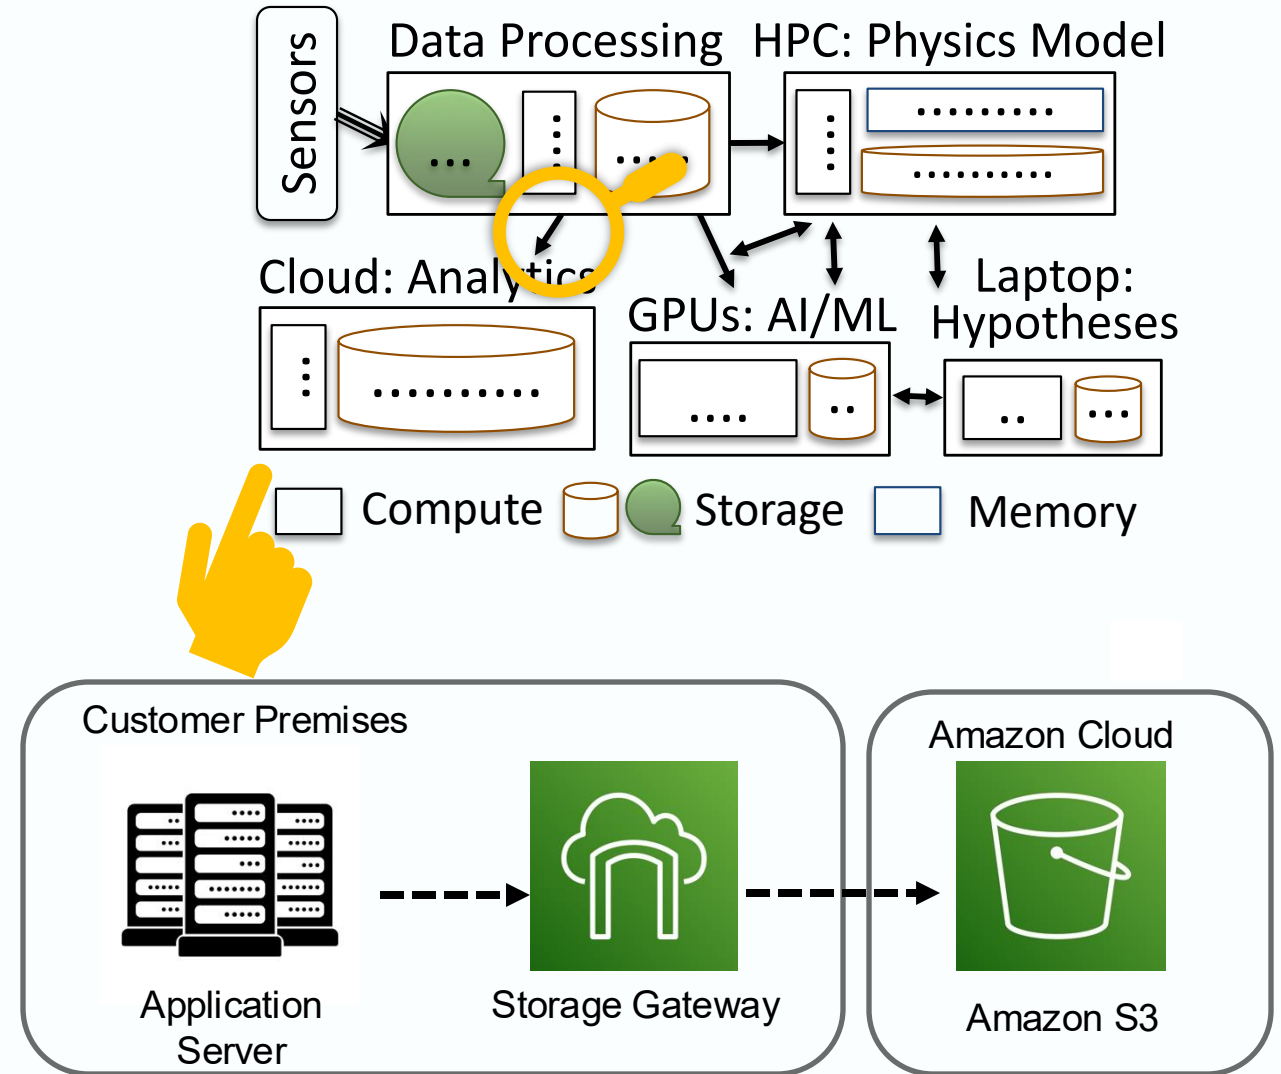 Sensors
Data Processing
HPC: Physics Model
Cloud: Analytics
GPUs: AI/ML
Laptop:
Hypotheses
Compute
Storage
Memory
Customer Premises
Amazon Cloud
Application
Server
Storage Gateway
Amazon S3